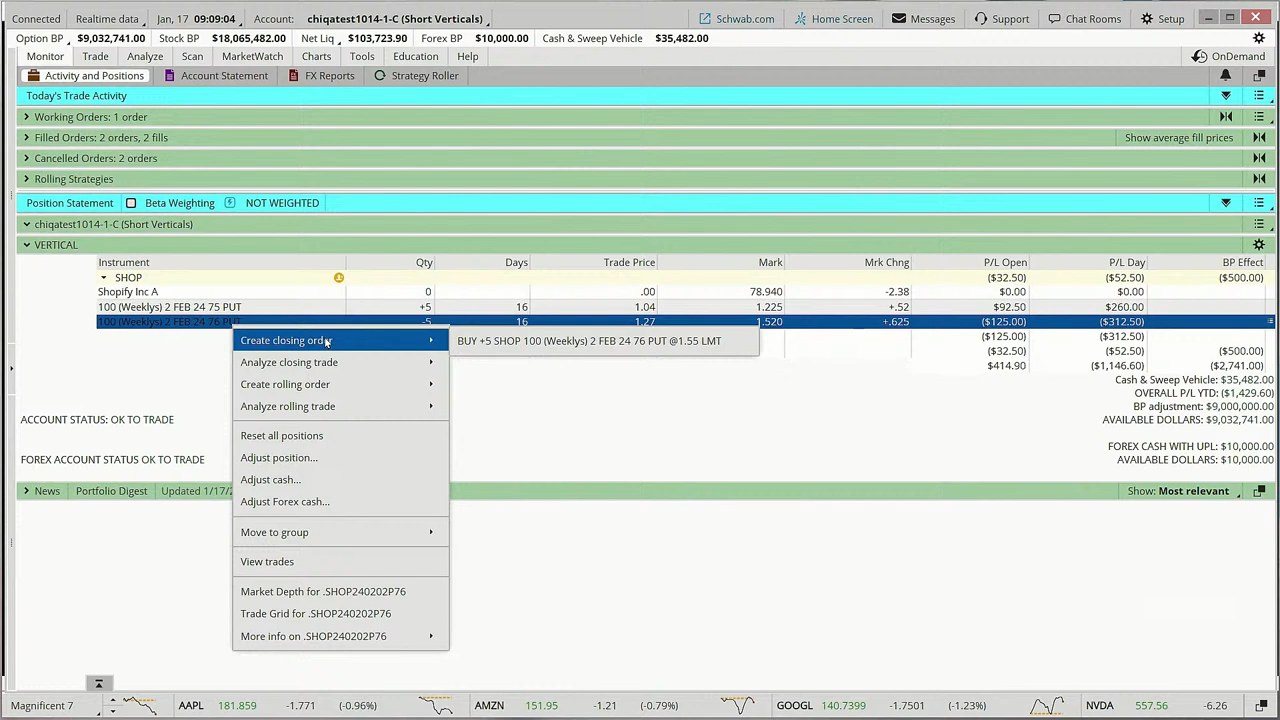 Connected Realtime data Jan, 17 09:09:04 Account: chiqatest1014-1-C (Short Verticals) Schwab.com Home Screen Messages Support Chat Rooms Setup
Option BP $9,032,741.00 Stock BP $18,065,482.00 Net Liq $103,723.90 Forex BP $10,000.00 Cash & Sweep Vehicle $35,482.00
Monitor Trade Analyze Scan MarketWatch Charts Tools Education Help OnDemand
Activity and Positions Account Statement FX Reports Strategy Roller
Today's Trade Activity
Working Orders: 1 order
Filled Orders: 2 orders, 2 fills Show average fill prices
Cancelled Orders: 2 orders
Rolling Strategies
Position Statement Beta Weighting NOT WEIGHTED
chiqatest1014-1-C (Short Verticals)
VERTICAL
Instrument Qty Days Trade Price Mark Mrk Chng P/L Open P/L Day BP Effect
SHOP ($32.50) ($52.50) ($500.00)
Shopify Inc A 0 .00 78.940 -2.38 $0.00 $0.00
100 (Weeklys) 2 FEB 24 75 PUT +5 16 1.04 1.225 +.52 $92.50 $260.00
100 (Weeklys) 2 FEB 24 76 PUT -5 16 1.27 1.520 +.625 ($125.00) ($312.50)
$0.00 ($312.50)
($32.50) ($52.50) ($500.00)
$414.90 ($1,146.60) ($2,741.00)
Cash & Sweep Vehicle: $35,482.00
OVERALL P/L YTD: ($1,429.60)
BP adjustment: $9,000,000.00
ACCOUNT STATUS: OK TO TRADE AVAILABLE DOLLARS: $9,032,741.00
FOREX CASH WITH UPL: $10,000.00
FOREX ACCOUNT STATUS OK TO TRADE AVAILABLE DOLLARS: $10,000.00
News Portfolio Digest Updated 1/17/2 Show: Most relevant
Create closing order BUY +5 SHOP 100 (Weeklys) 2 FEB 24 76 PUT @1.55 LMT
Analyze closing trade
Create rolling order
Analyze rolling trade
Reset all positions
Adjust position...
Adjust cash...
Adjust Forex cash...
Move to group
View trades
Market Depth for .SHOP240202P76
Trade Grid for .SHOP240202P76
More info on .SHOP240202P76
Magnificent 7 AAPL 181.859 -1.771 (-0.96%) AMZN 151.95 -1.21 (-0.79%) GOOGL 140.7399 -1.7501 (-1.23%) NVDA 557.56 -6.26